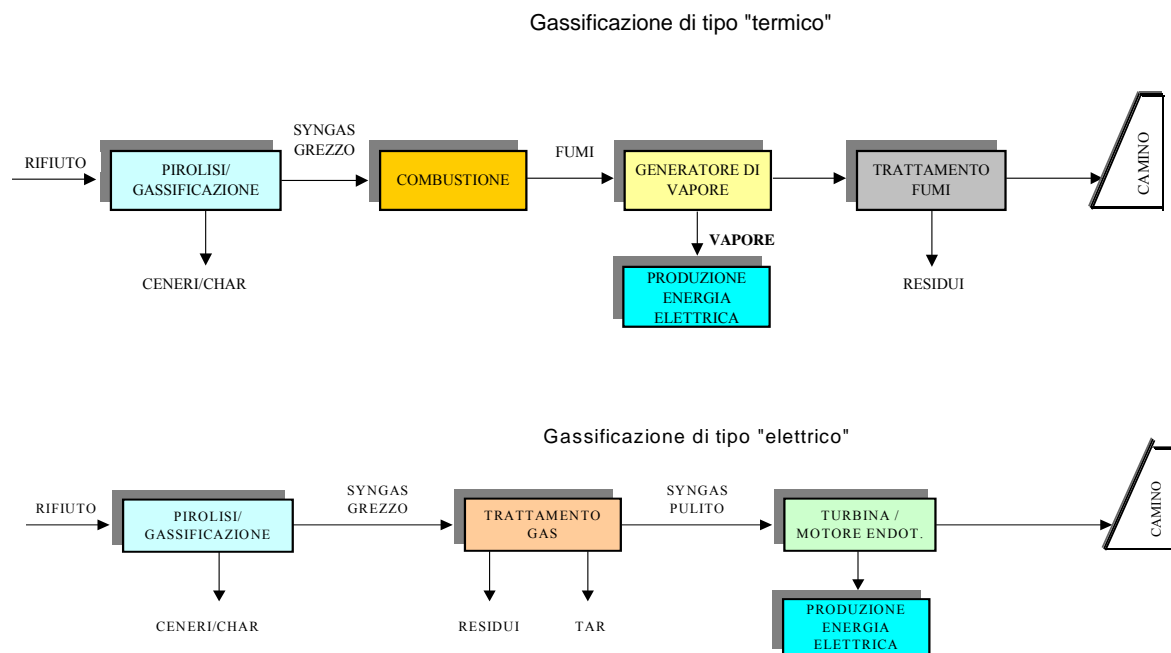 Gassificazione di tipo "termico"
RIFIUTO
PIROLISI/
GASSIFICAZIONE
SYNGAS
GREZZO
COMBUSTIONE
FUMI
GENERATORE DI
VAPORE
TRATTAMENTO
FUMI
CAMINO
CENERI/CHAR
VAPORE
PRODUZIONE
ENERGIA
ELETTRICA
RESIDUI
Gassificazione di tipo "elettrico"
RIFIUTO
PIROLISI/
GASSIFICAZIONE
SYNGAS
GREZZO
TRATTAMENTO
GAS
SYNGAS
PULITO
TURBINA /
MOTORE ENDOT.
CAMINO
CENERI/CHAR
RESIDUI
TAR
PRODUZIONE
ENERGIA
ELETTRICA